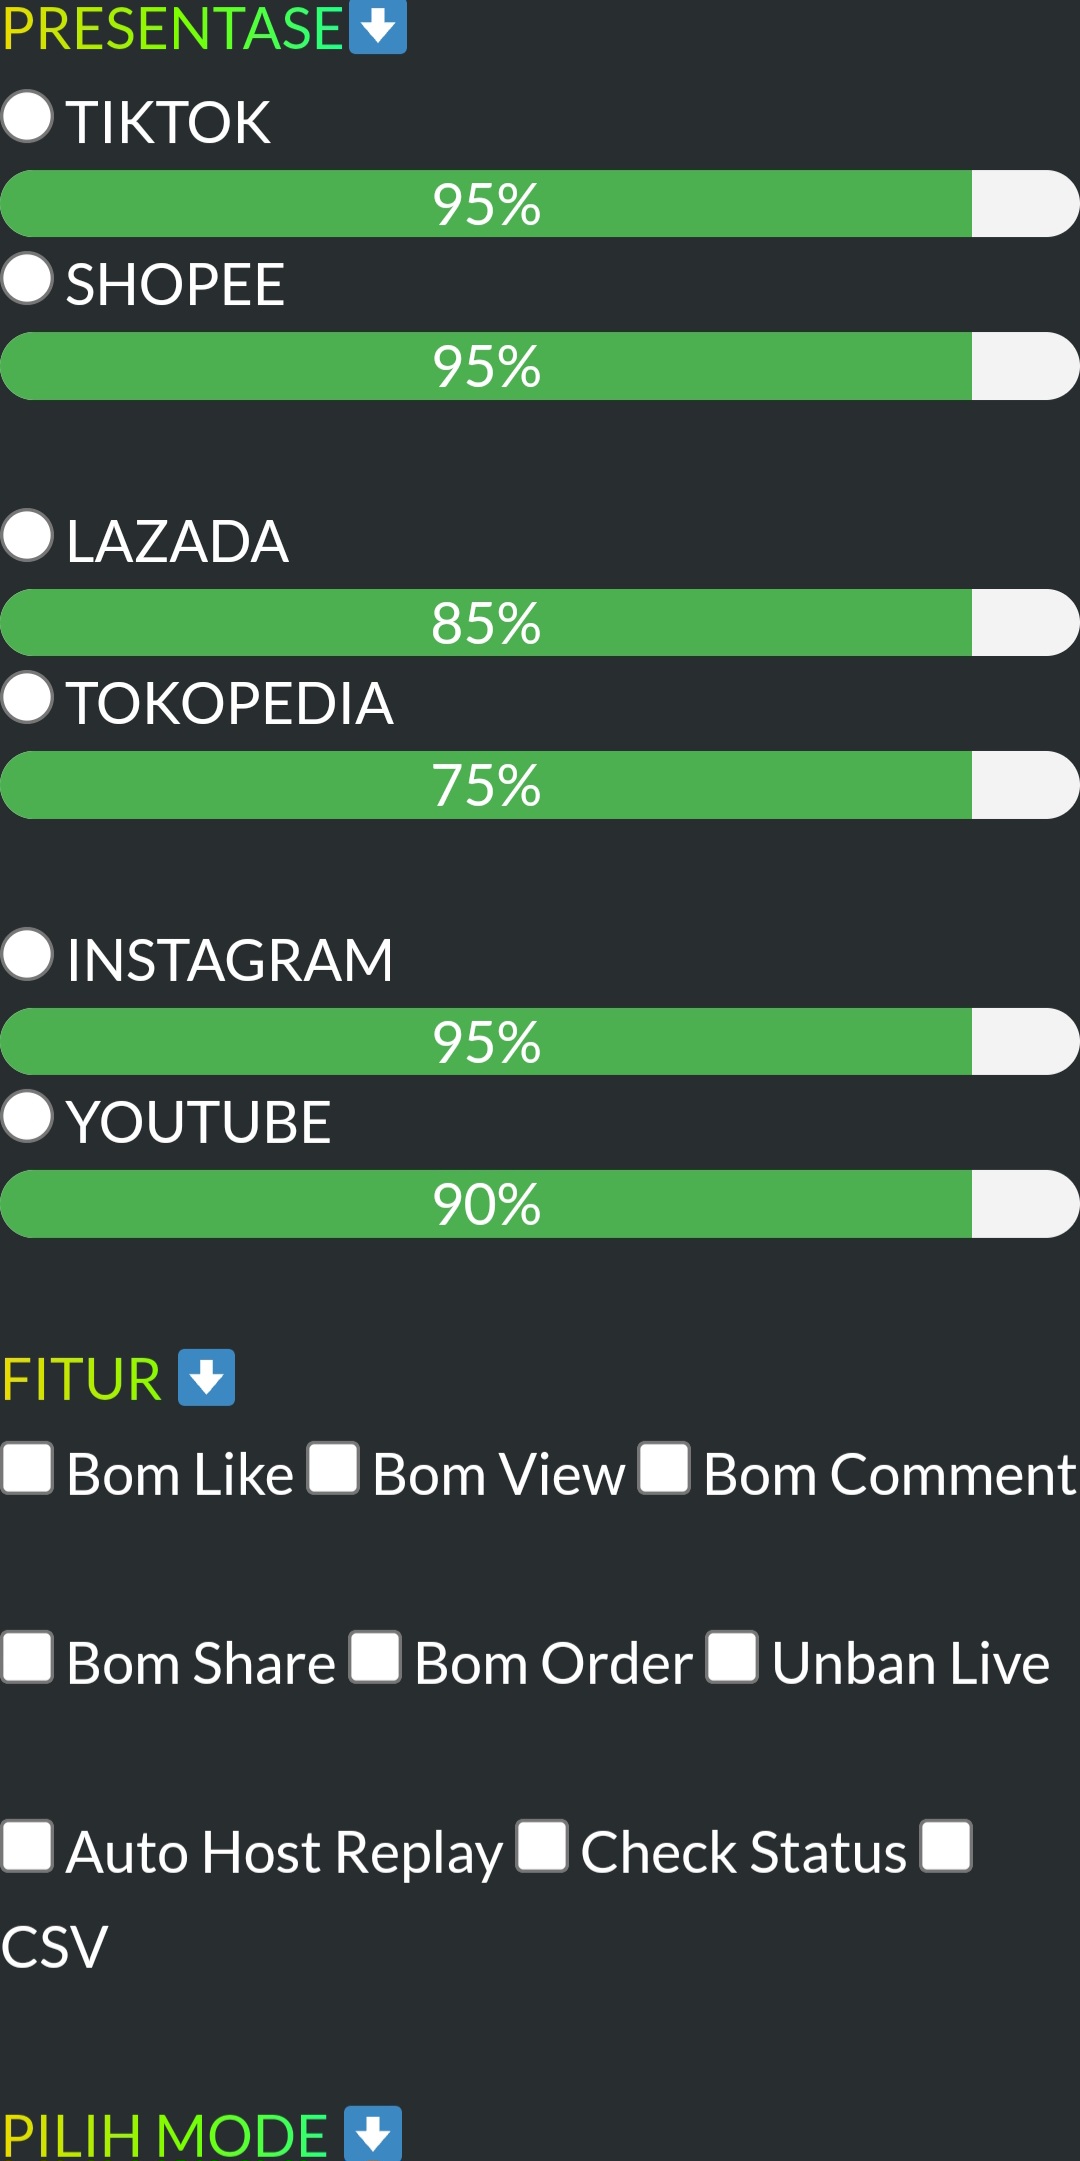 PRESENTASE⬇️
TIKTOK
95%
SHOPEE
95%
LAZADA
85%
TOKOPEDIA
75%
INSTAGRAM
95%
YOUTUBE
90%
FITUR ⬇️
Bom Like Bom View Bom Comment
Bom Share Bom Order Unban Live
Auto Host Replay Check Status
CSV
PILIH MODE ⬇️